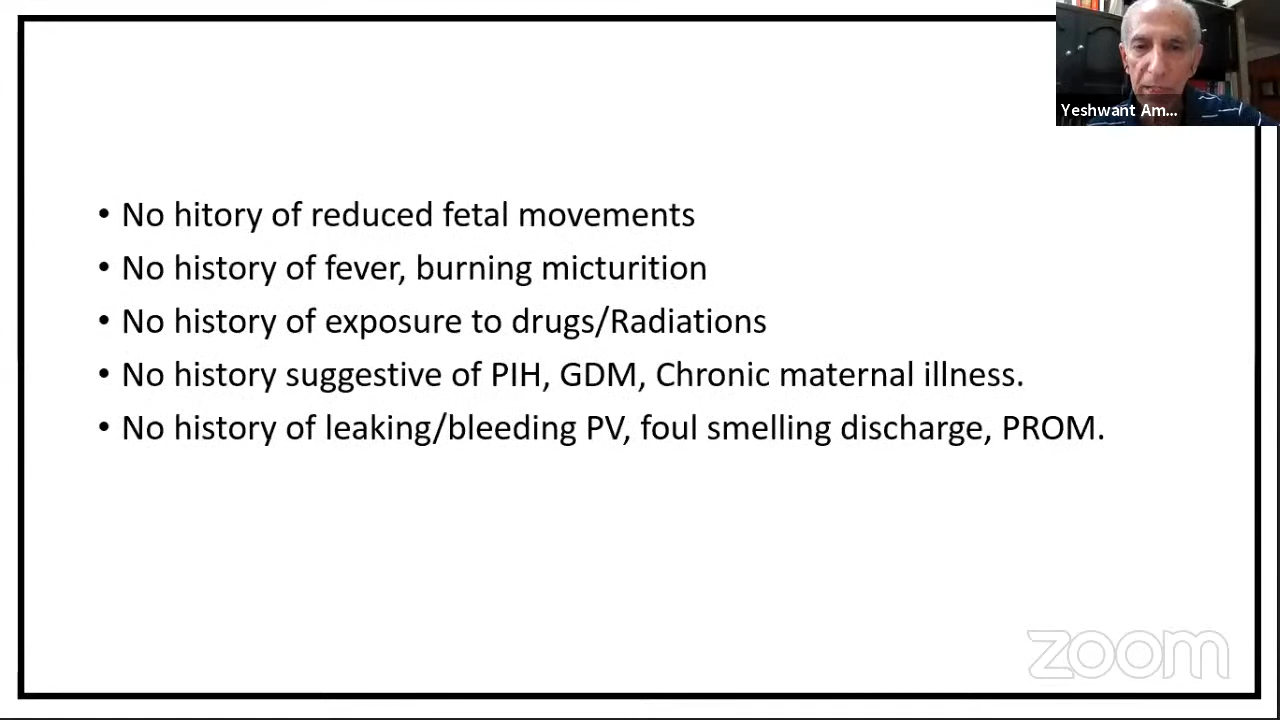 Yeshwant Am...
• No hitory of reduced fetal movements
• No history of fever, burning micturition
• No history of exposure to drugs/Radiations
• No history suggestive of PIH, GDM, Chronic maternal illness.
• No history of leaking/bleeding PV, foul smelling discharge, PROM.
zoom